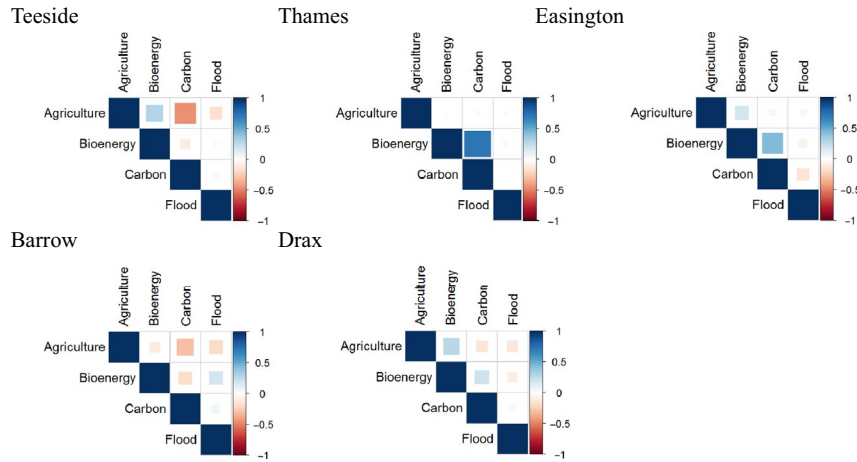 Teeside
Thames
Easington
Agriculture
Bioenergy
Carbon
Flood
Agriculture
Bioenergy
Carbon
Flood
1
0.5
0
−0.5
−1
Agriculture
Bioenergy
Carbon
Flood
Agriculture
Bioenergy
Carbon
Flood
1
0.5
0
−0.5
−1
Agriculture
Bioenergy
Carbon
Flood
Agriculture
Bioenergy
Carbon
Flood
1
0.5
0
−0.5
−1
Barrow
Drax
Agriculture
Bioenergy
Carbon
Flood
Agriculture
Bioenergy
Carbon
Flood
1
0.5
0
−0.5
−1
Agriculture
Bioenergy
Carbon
Flood
Agriculture
Bioenergy
Carbon
Flood
1
0.5
0
−0.5
−1